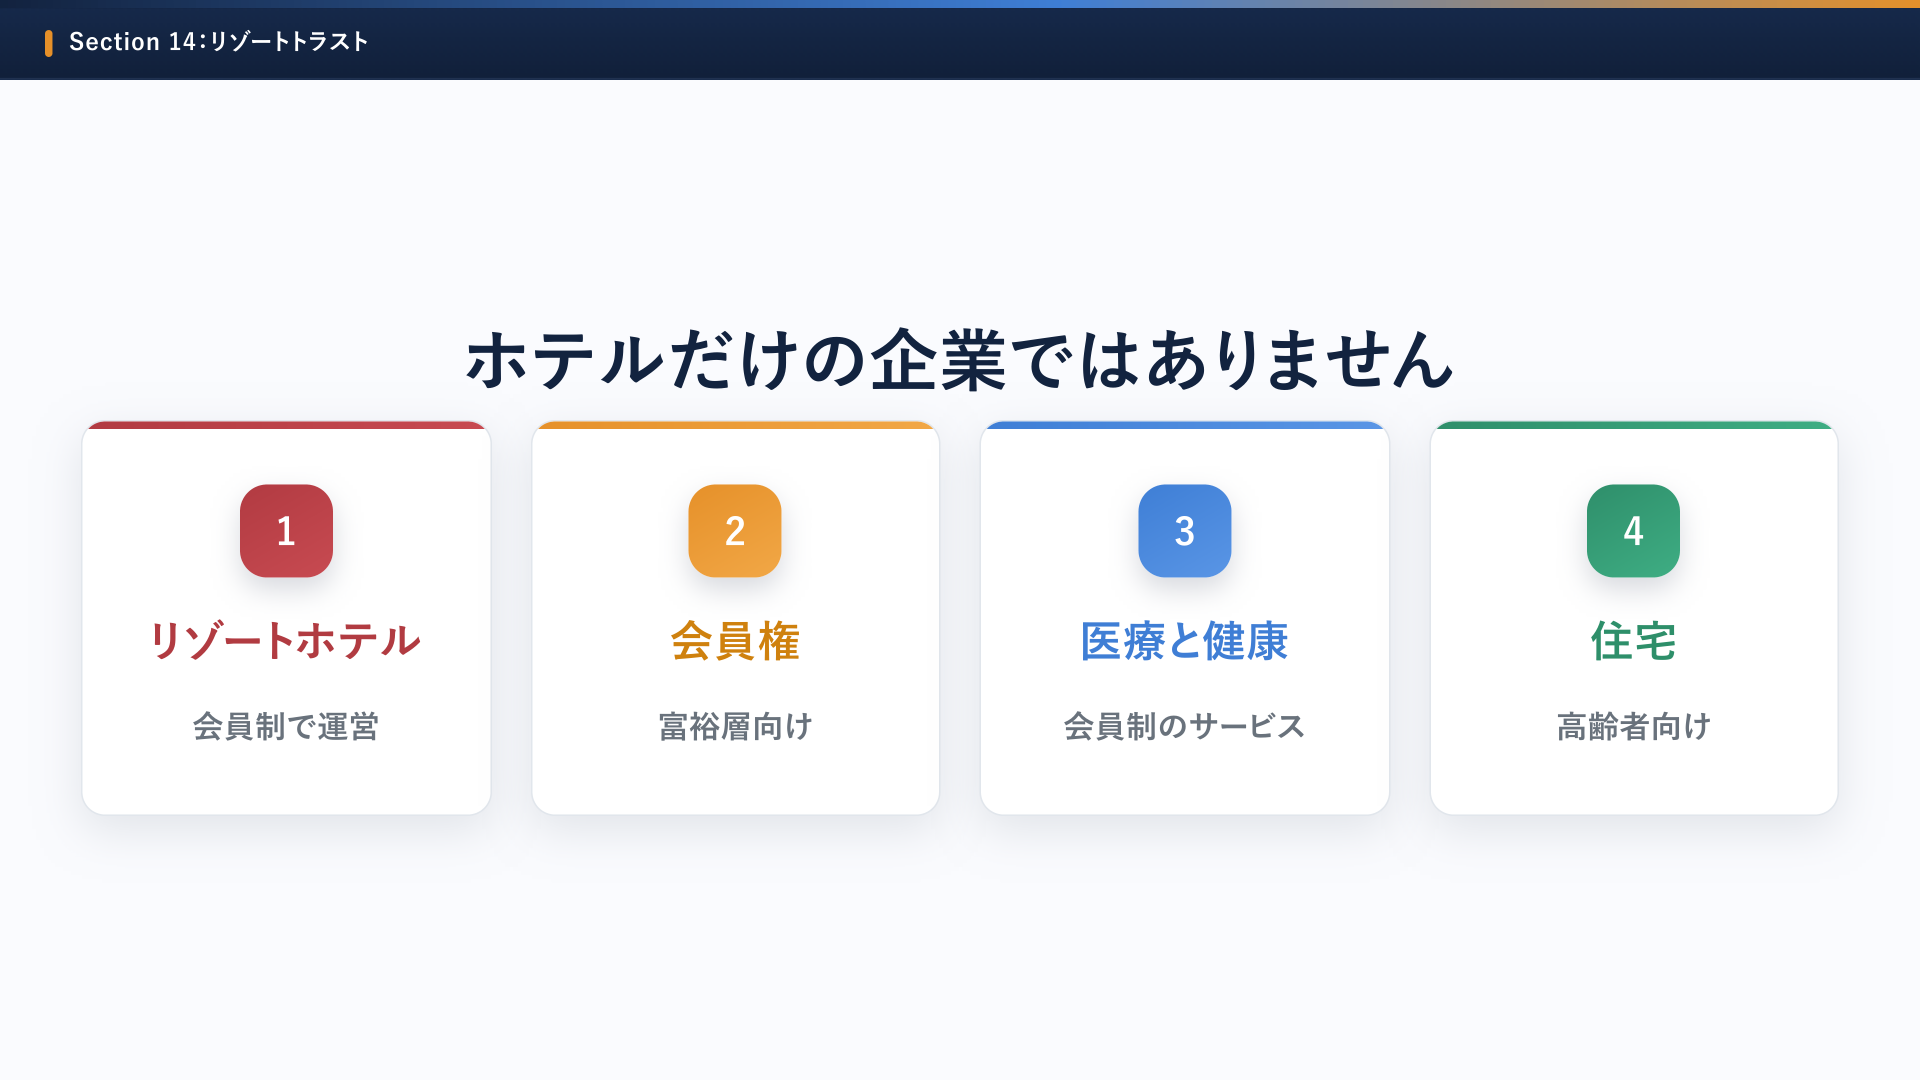 Section 14：リゾートトラスト
ホテルだけの企業ではありません
1
リゾートホテル
会員制で運営
2
会員権
富裕層向け
3
医療と健康
会員制のサービス
4
住宅
高齢者向け